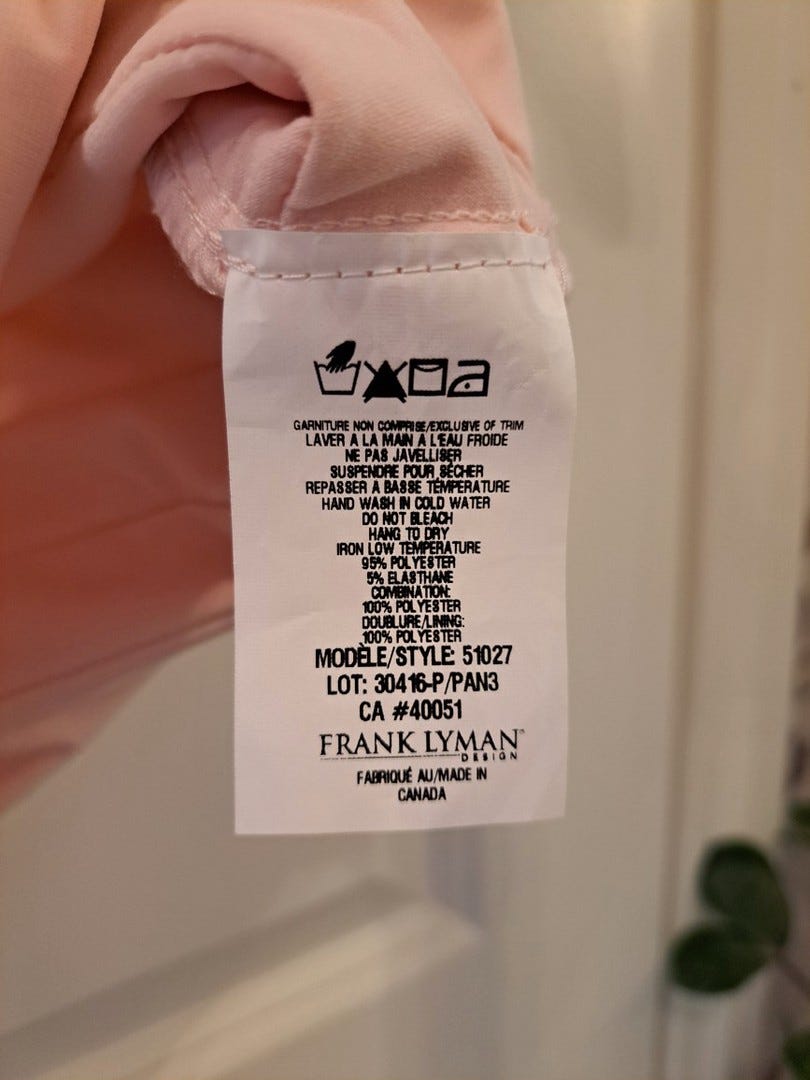 GARNITURE NON COMPRISE/EXCLUSIVE OF TRIM
LAVER A LA MAIN A L'EAU FROIDE
NE PAS JAVELLISER
SUSPENDRE POUR SÉCHER
REPASSER A BASSE TEMPÉRATURE
HAND WASH IN COLD WATER
DO NOT BLEACH
HANG TO DRY
IRON LOW TEMPERATURE
95% POLYESTER
5% ELASTHANE
COMBINATION:
100% POLYESTER
DOUBLURE/LINING:
100% POLYESTER
MODÈLE/STYLE: 51027
LOT: 30416-P/PAN3
CA #40051
FRANK LYMAN™
DESIGN
FABRIQUÉ AU/MADE IN
CANADA